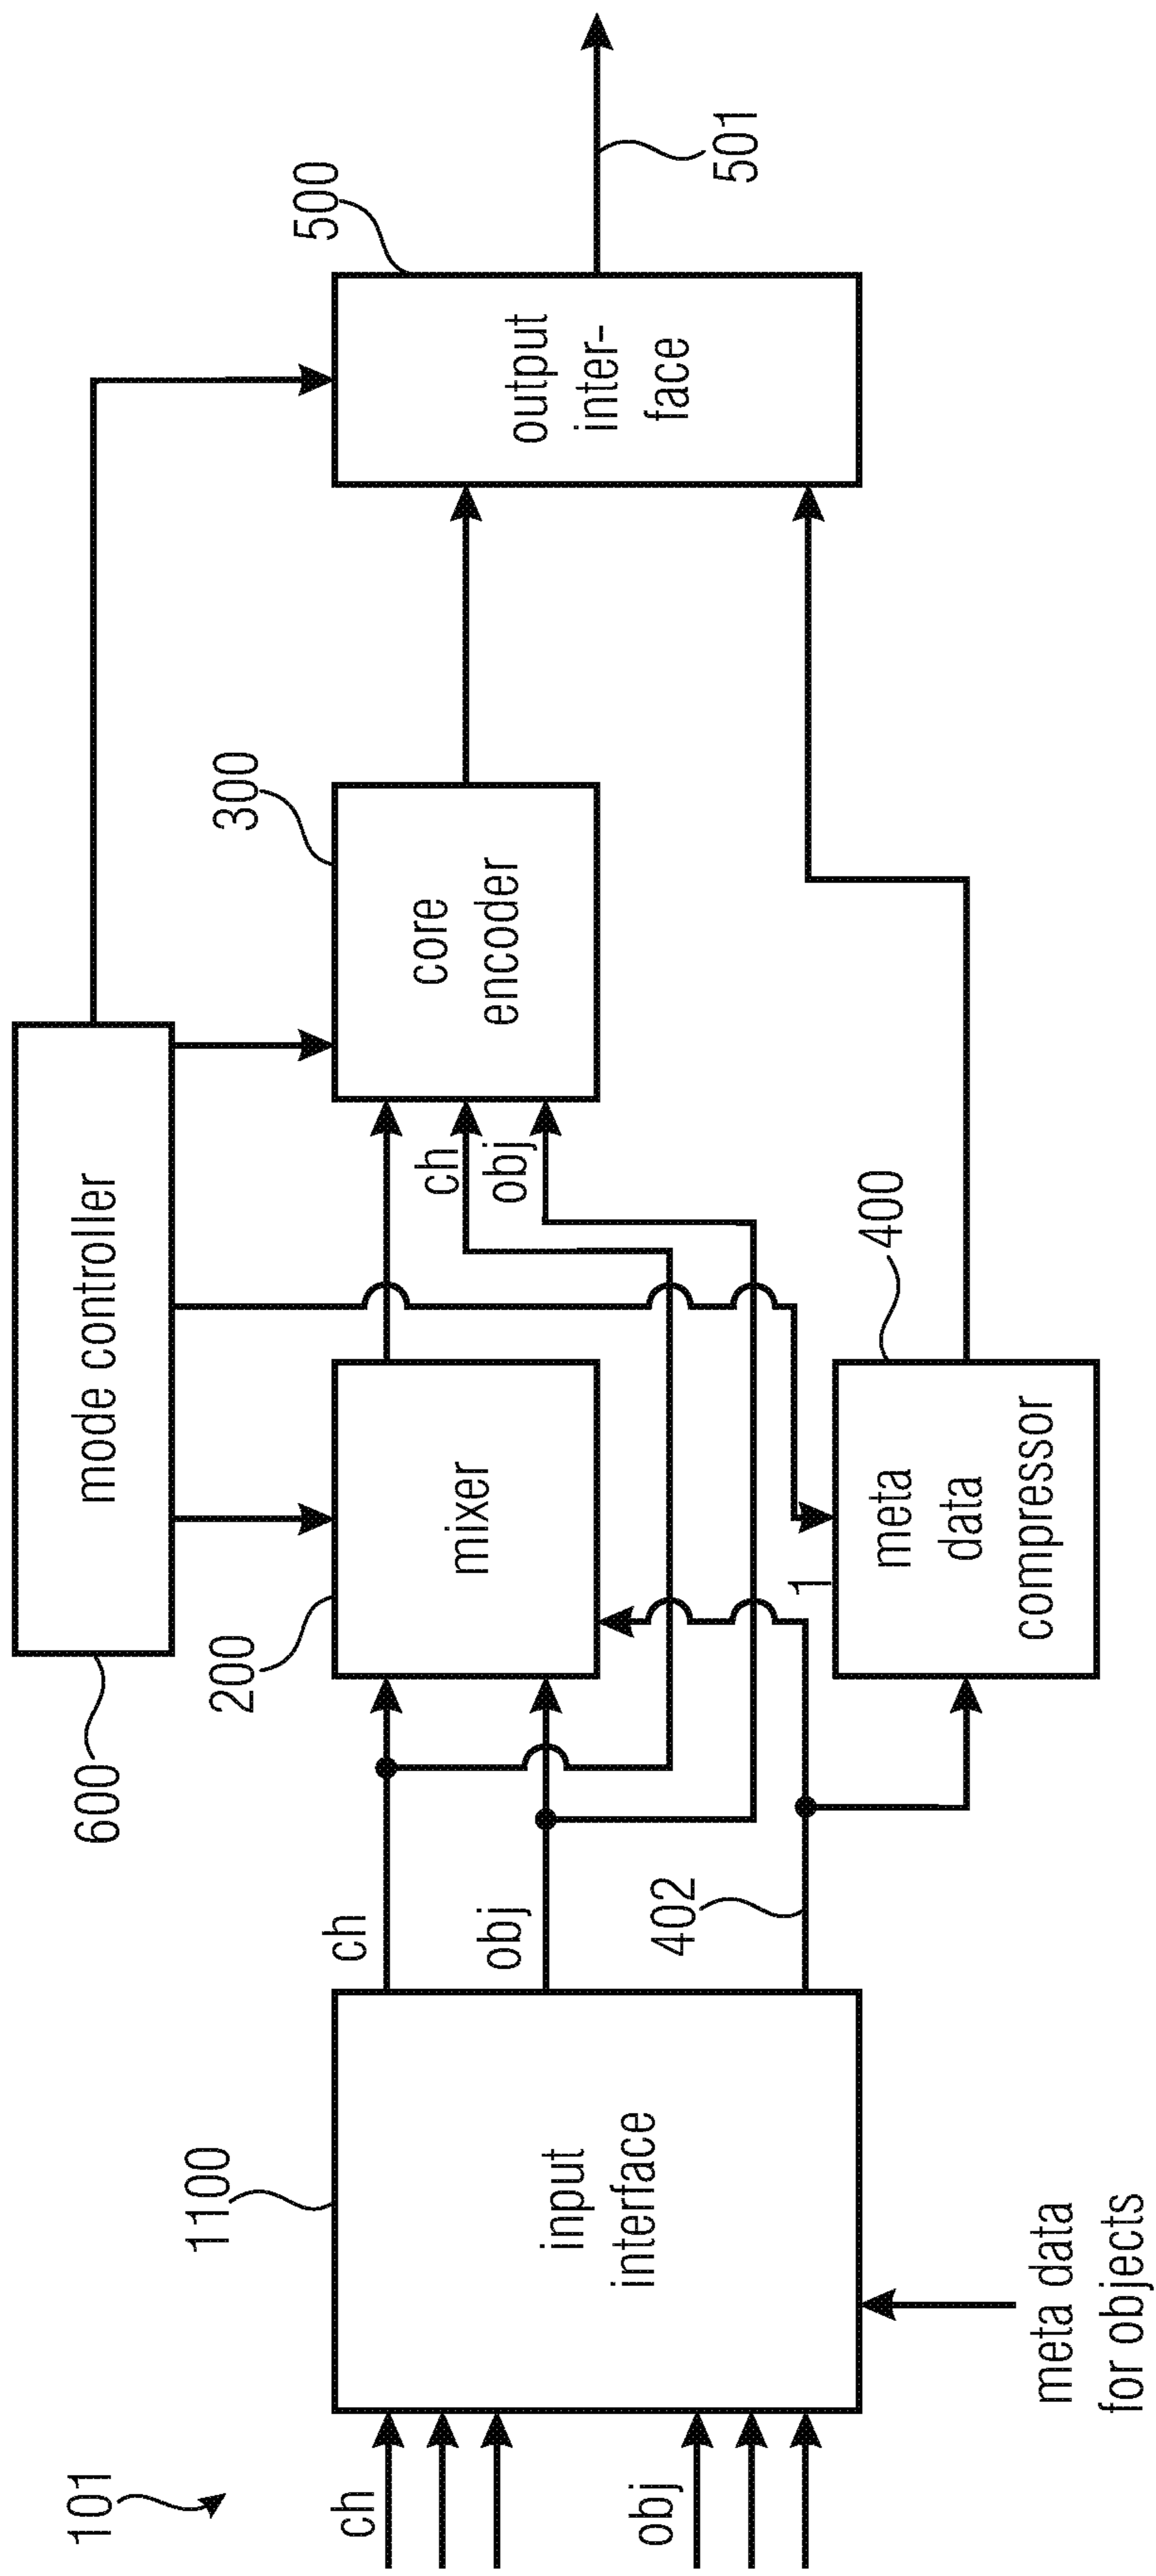 101
ch
obj
1100
input
interface
meta data
for objects
ch
obj
402
600
mode controller
200
mixer
1
meta
data
compressor
400
ch
obj
300
core
encoder
500
output
inter-
face
501